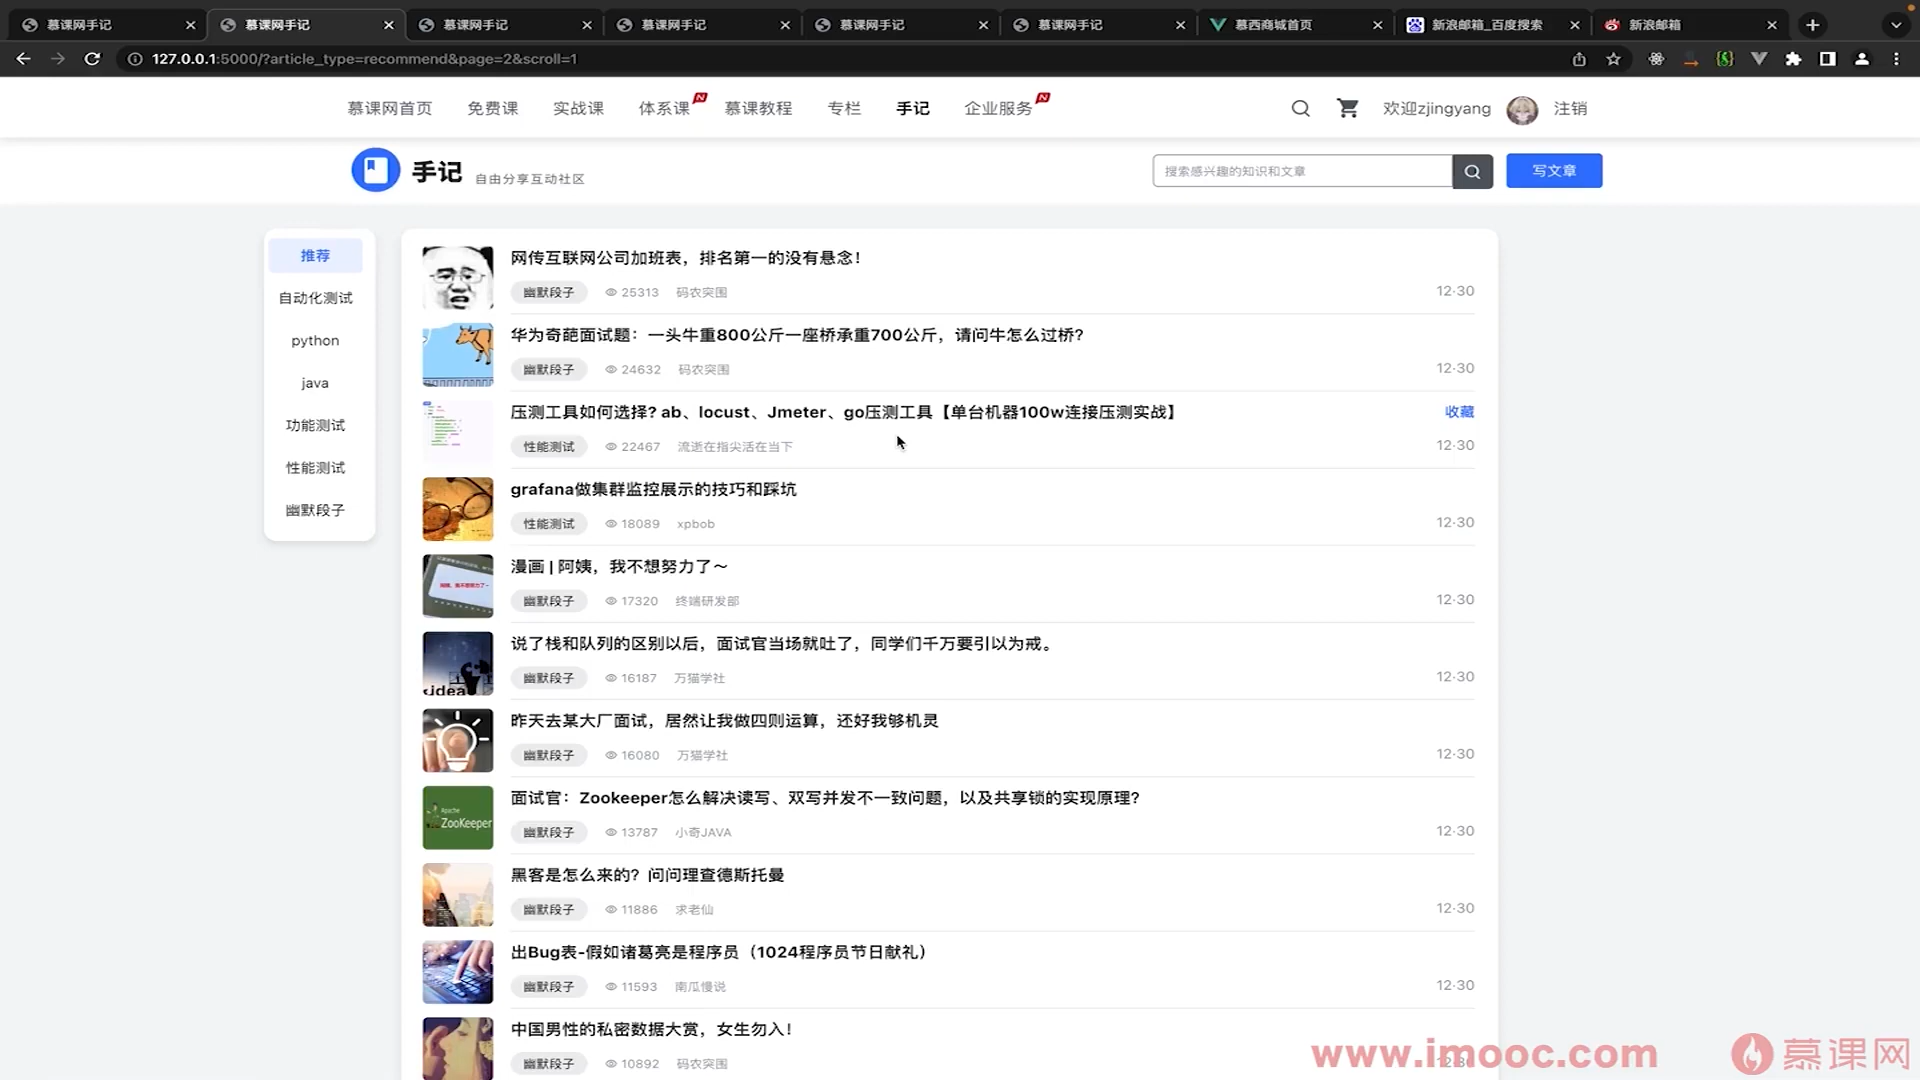 慕课网手记
慕课网手记
慕课网手记
慕课网手记
慕课网手记
慕课网手记
慕西商城首页
新浪邮箱_百度搜索
新浪邮箱
127.0.0.1:5000/?article_type=recommend&page=2&scroll=1
慕课网首页
免费课
实战课
体系课
N
慕课教程
专栏
手记
企业服务
N
欢迎zjingyang
注销
手记
自由分享互动社区
搜索感兴趣的知识和文章
写文章
推荐
自动化测试
python
java
功能测试
性能测试
幽默段子
网传互联网公司加班表，排名第一的没有悬念！
幽默段子 25313 码农突围 12-30
华为奇葩面试题：一头牛重800公斤一座桥承重700公斤，请问牛怎么过桥？
幽默段子 24632 码农突围 12-30
压测工具如何选择? ab、locust、Jmeter、go压测工具【单台机器100w连接压测实战】
收藏
性能测试 22467 流逝在指尖活在当下 12-30
grafana做集群监控展示的技巧和踩坑
性能测试 18089 xpbob 12-30
漫画 | 阿姨，我不想努力了～
幽默段子 17320 终端研发部 12-30
说了栈和队列的区别以后，面试官当场就吐了，同学们千万要引以为戒。
幽默段子 16187 万猫学社 12-30
idea
昨天去某大厂面试，居然让我做四则运算，还好我够机灵
幽默段子 16080 万猫学社 12-30
面试官：Zookeeper怎么解决读写、双写并发不一致问题，以及共享锁的实现原理？
Apache
ZooKeeper
幽默段子 13787 小奇JAVA 12-30
黑客是怎么来的？问问理查德斯托曼
幽默段子 11886 求老仙 12-30
出Bug表-假如诸葛亮是程序员（1024程序员节日献礼）
幽默段子 11593 南瓜慢说 12-30
中国男性的私密数据大赏，女生勿入！
幽默段子 10892 码农突围
www.imooc.com
慕课网